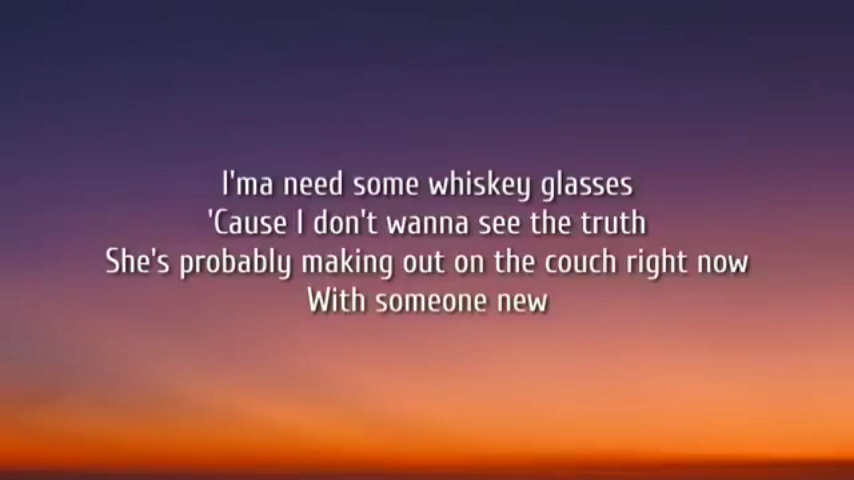 I'ma need some whiskey glasses
'Cause I don't wanna see the truth
She's probably making out on the couch right now
With someone new